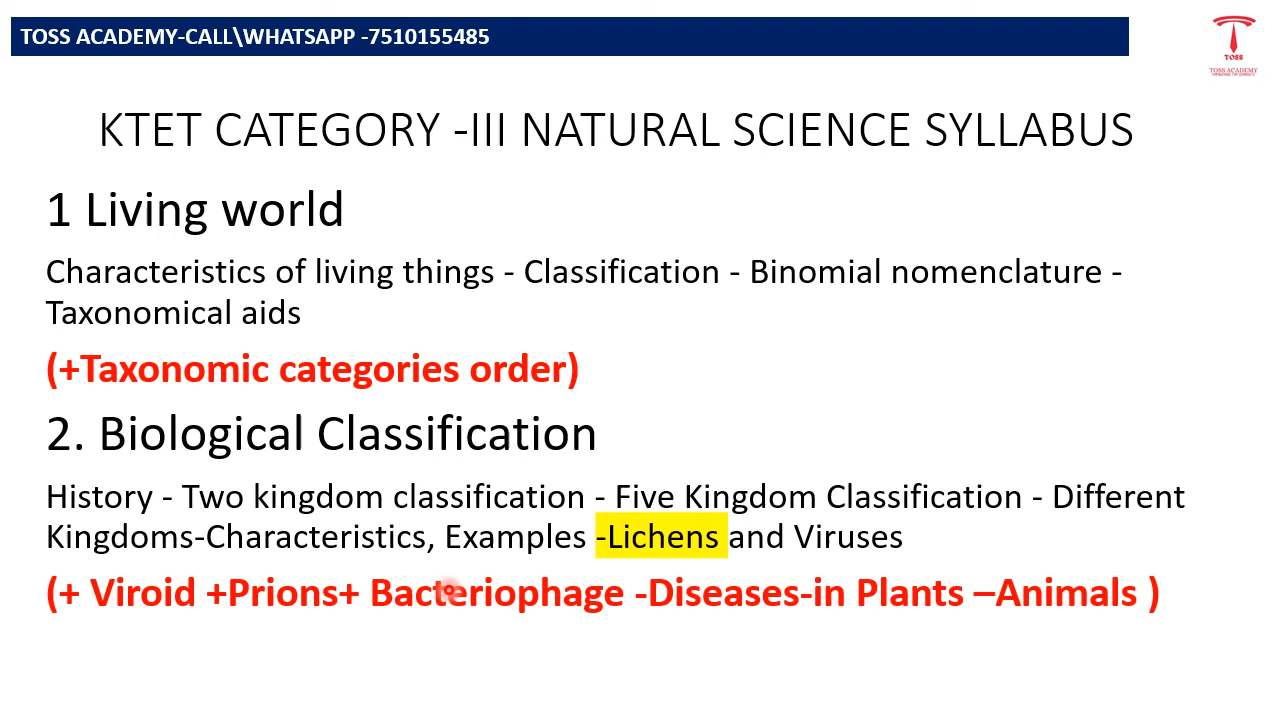 TOSS ACADEMY-CALL\WHATSAPP -7510155485
TOSS
TOSS ACADEMY
KTET CATEGORY -III NATURAL SCIENCE SYLLABUS
1 Living world
Characteristics of living things - Classification - Binomial nomenclature -
Taxonomical aids
(+Taxonomic categories order)
2. Biological Classification
History - Two kingdom classification - Five Kingdom Classification - Different
Kingdoms-Characteristics, Examples -Lichens and Viruses
(+ Viroid +Prions+ Bacteriophage -Diseases-in Plants –Animals )